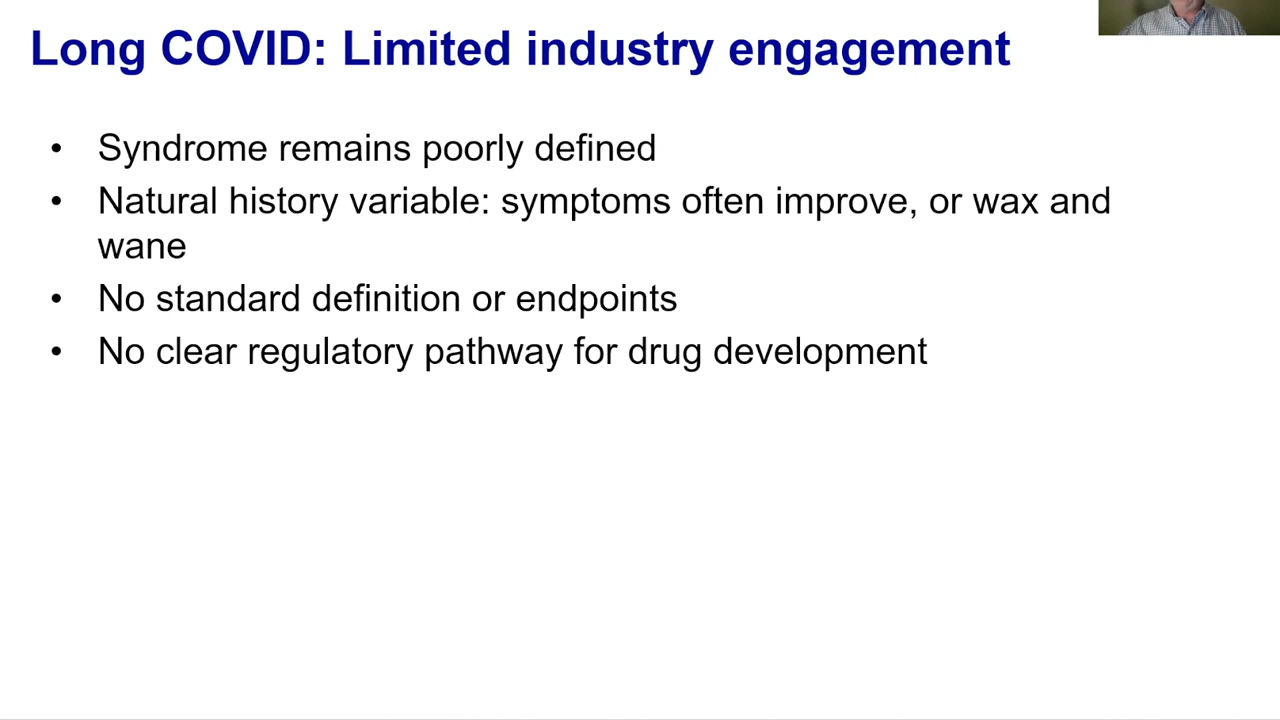 Long COVID: Limited industry engagement
• Syndrome remains poorly defined
• Natural history variable: symptoms often improve, or wax and
wane
• No standard definition or endpoints
• No clear regulatory pathway for drug development